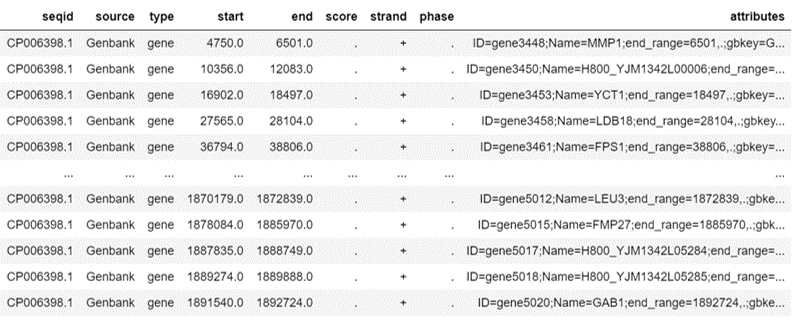 seqid source type start end score strand phase attributes
CP006398.1 Genbank gene 4750.0 6501.0 . + . ID=gene3448;Name=MMP1;end_range=6501,.;gbkey=G...
CP006398.1 Genbank gene 10356.0 12083.0 . + . ID=gene3450;Name=H800_YJM1342L00006;end_range=...
CP006398.1 Genbank gene 16902.0 18497.0 . + . ID=gene3453;Name=YCT1;end_range=18497,.;gbkey=...
CP006398.1 Genbank gene 27565.0 28104.0 . + . ID=gene3458;Name=LDB18;end_range=28104,.;gbke...
CP006398.1 Genbank gene 36794.0 38806.0 . + . ID=gene3461;Name=FPS1;end_range=38806,.;gbkey=...
... ... ... ... ... ... ... ... ...
CP006398.1 Genbank gene 1870179.0 1872839.0 . + . ID=gene5012;Name=LEU3;end_range=1872839,.;gbke...
CP006398.1 Genbank gene 1878084.0 1885970.0 . + . ID=gene5015;Name=FMP27;end_range=1885970,.;gbk...
CP006398.1 Genbank gene 1887835.0 1888749.0 . + . ID=gene5017;Name=H800_YJM1342L05284;end_range=...
CP006398.1 Genbank gene 1889274.0 1889888.0 . + . ID=gene5018;Name=H800_YJM1342L05285;end_range=...
CP006398.1 Genbank gene 1891540.0 1892724.0 . + . ID=gene5020;Name=GAB1;end_range=1892724,.;gbke...